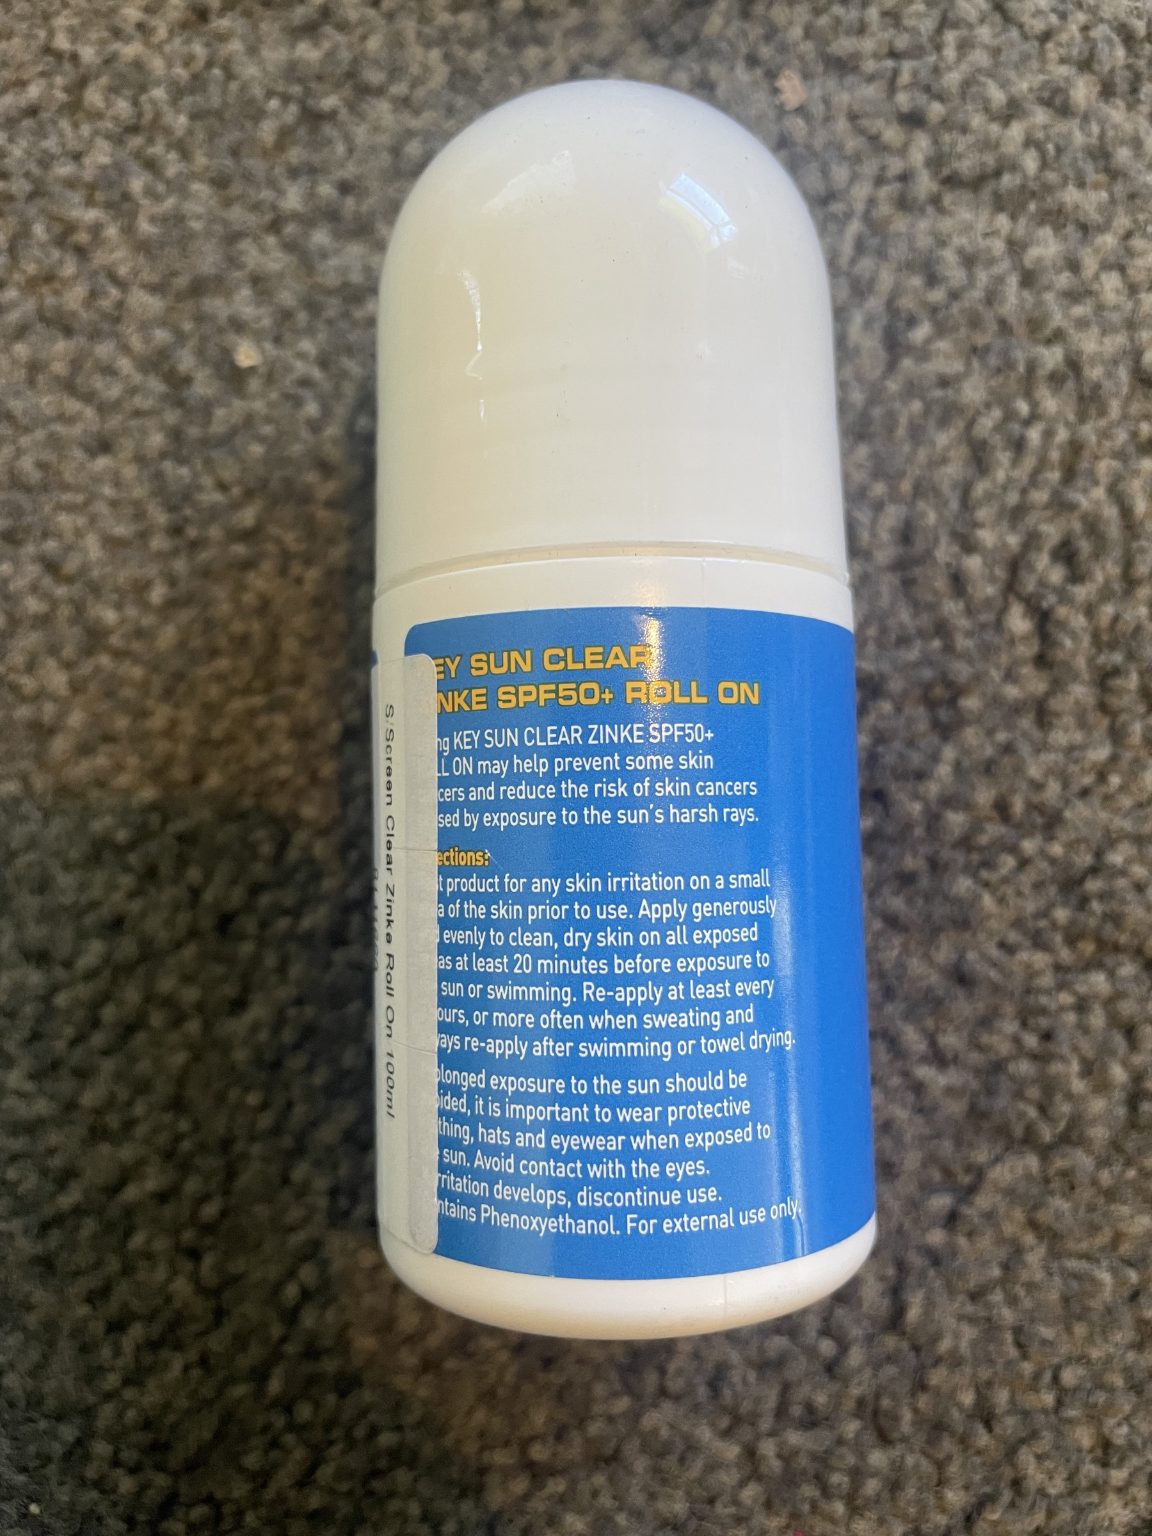 EY SUN CLEAR
NKE SPF50+ ROLL ON
ng KEY SUN CLEAR ZINKE SPF50+
LL ON may help prevent some skin
cers and reduce the risk of skin cancers
sed by exposure to the sun's harsh rays.
ections:
t product for any skin irritation on a small
a of the skin prior to use. Apply generously
d evenly to clean, dry skin on all exposed
as at least 20 minutes before exposure to
sun or swimming. Re-apply at least every
ours, or more often when sweating and
ways re-apply after swimming or towel drying.
olonged exposure to the sun should be
oided, it is important to wear protective
thing, hats and eyewear when exposed to
e sun. Avoid contact with the eyes.
rritation develops, discontinue use.
ntains Phenoxyethanol. For external use only.
S/Screen Clear Zinke Roll On 100ml